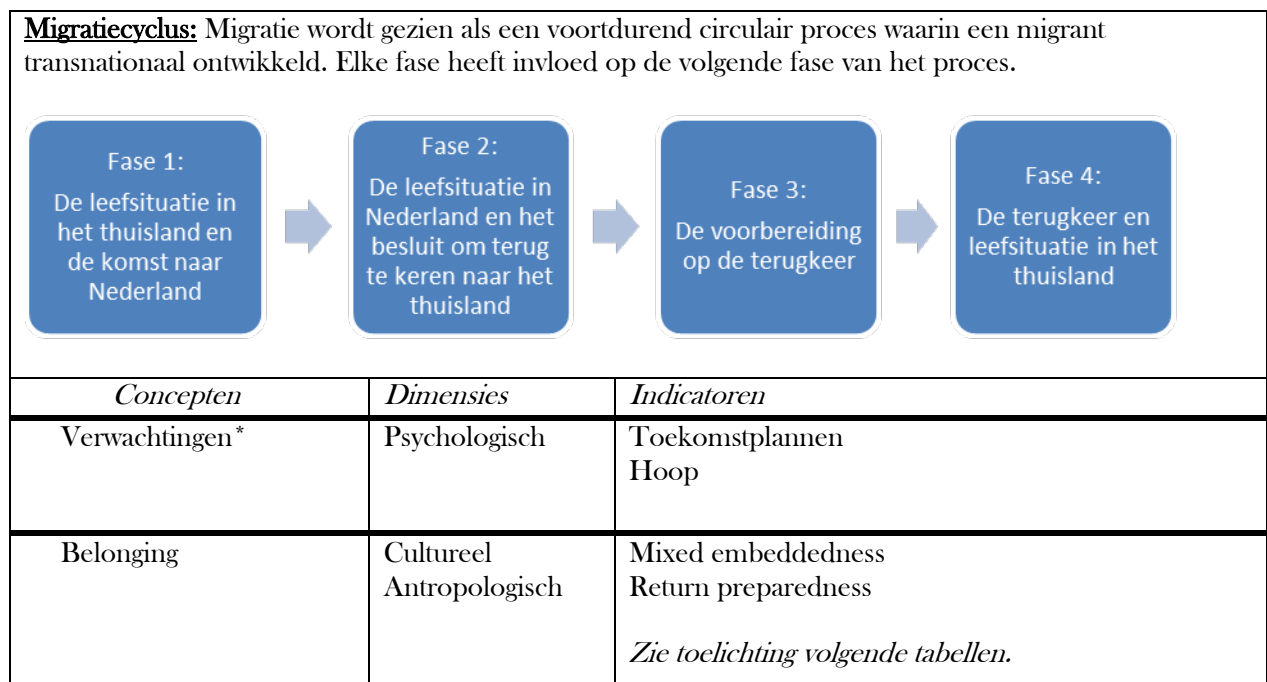 Migratiecyclus: Migratie wordt gezien als een voortdurend circulair proces waarin een migrant
transnationaal ontwikkeld. Elke fase heeft invloed op de volgende fase van het proces.
Fase 1:
De leefsituatie in
het thuisland en
de komst naar
Nederland
Fase 2:
De leefsituatie in
Nederland en het
besluit om terug
te keren naar het
thuisland
Fase 3:
De voorbereiding
op de terugkeer
Fase 4:
De terugkeer en
leefsituatie in het
thuisland
Concepten
Dimensies
Indicatoren
Verwachtingen*
Psychologisch
Toekomstplannen
Hoop
Belonging
Cultureel
Antropologisch
Mixed embeddedness
Return preparedness
Zie toelichting volgende tabellen.